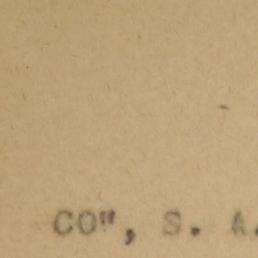 CO", S. A.